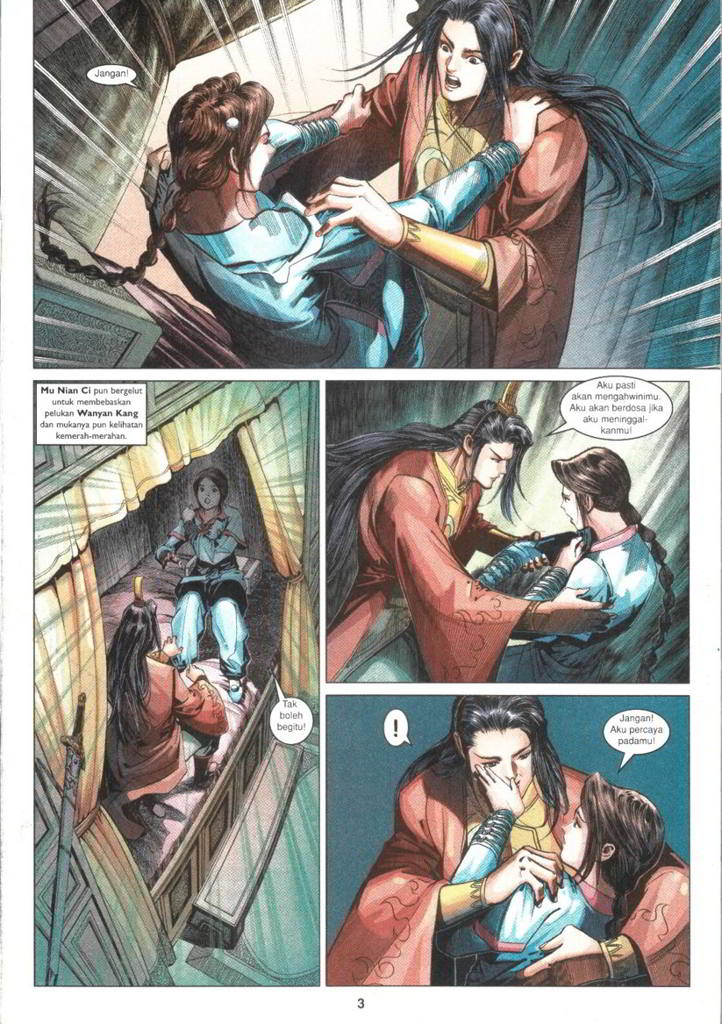 Jangan!
Mu Nian Ci pun bergelut
untuk membebaskan
pelukan Wanyan Kang
dan mukanya pun kelihatan
kemerah-merahan.
Tak
boleh
begitu!
Aku pasti
akan mengahwinimu.
Aku akan berdosa jika
aku meninggal-
kanmu!
!
Jangan!
Aku percaya
padamu!
3